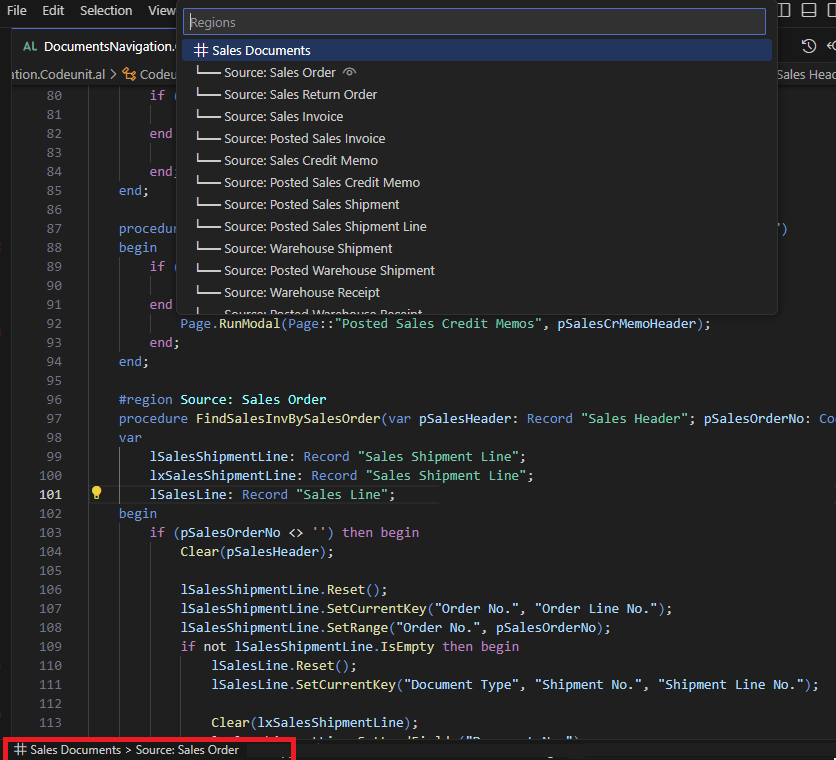 File Edit Selection View
Regions
AL DocumentsNavigation.
ation.Codeunit.al > Codeu
Sales Head
# Sales Documents
Source: Sales Order
Source: Sales Return Order
Source: Sales Invoice
Source: Posted Sales Invoice
Source: Sales Credit Memo
Source: Posted Sales Credit Memo
Source: Posted Sales Shipment
Source: Posted Sales Shipment Line
Source: Warehouse Shipment
Source: Posted Warehouse Shipment
Source: Warehouse Receipt
Source: Posted Warehouse Receipt
80 if (
81
82 end
83
84 end;
85 end;
86
87 procedur ')
88 begin
89 if (
90
91 end
92 Page.RunModal(Page::"Posted Sales Credit Memos", pSalesCrMemoHeader);
93 end;
94 end;
95
96 #region Source: Sales Order
97 procedure FindSalesInvBySalesOrder(var pSalesHeader: Record "Sales Header"; pSalesOrderNo: Co
98 var
99 lSalesShipmentLine: Record "Sales Shipment Line";
100 lxSalesShipmentLine: Record "Sales Shipment Line";
101 lSalesLine: Record "Sales Line";
102 begin
103 if (pSalesOrderNo <> '') then begin
104 Clear(pSalesHeader);
105
106 lSalesShipmentLine.Reset();
107 lSalesShipmentLine.SetCurrentKey("Order No.", "Order Line No.");
108 lSalesShipmentLine.SetRange("Order No.", pSalesOrderNo);
109 if not lSalesShipmentLine.IsEmpty then begin
110 lSalesLine.Reset();
111 lSalesLine.SetCurrentKey("Document Type", "Shipment No.", "Shipment Line No.");
112
113 Clear(lxSalesShipmentLine);
# Sales Documents > Source: Sales Order